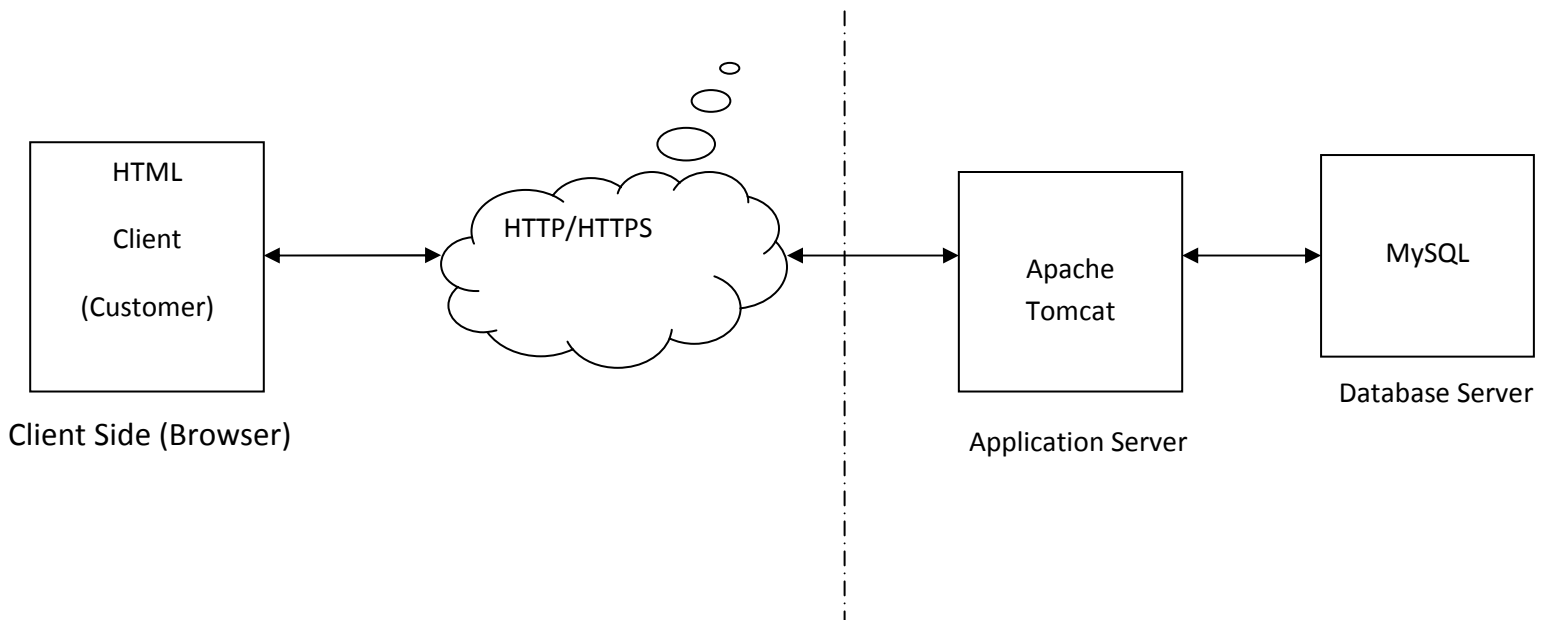 HTML
Client
(Customer)
Client Side (Browser)
HTTP/HTTPS
Apache
Tomcat
Application Server
MySQL
Database Server